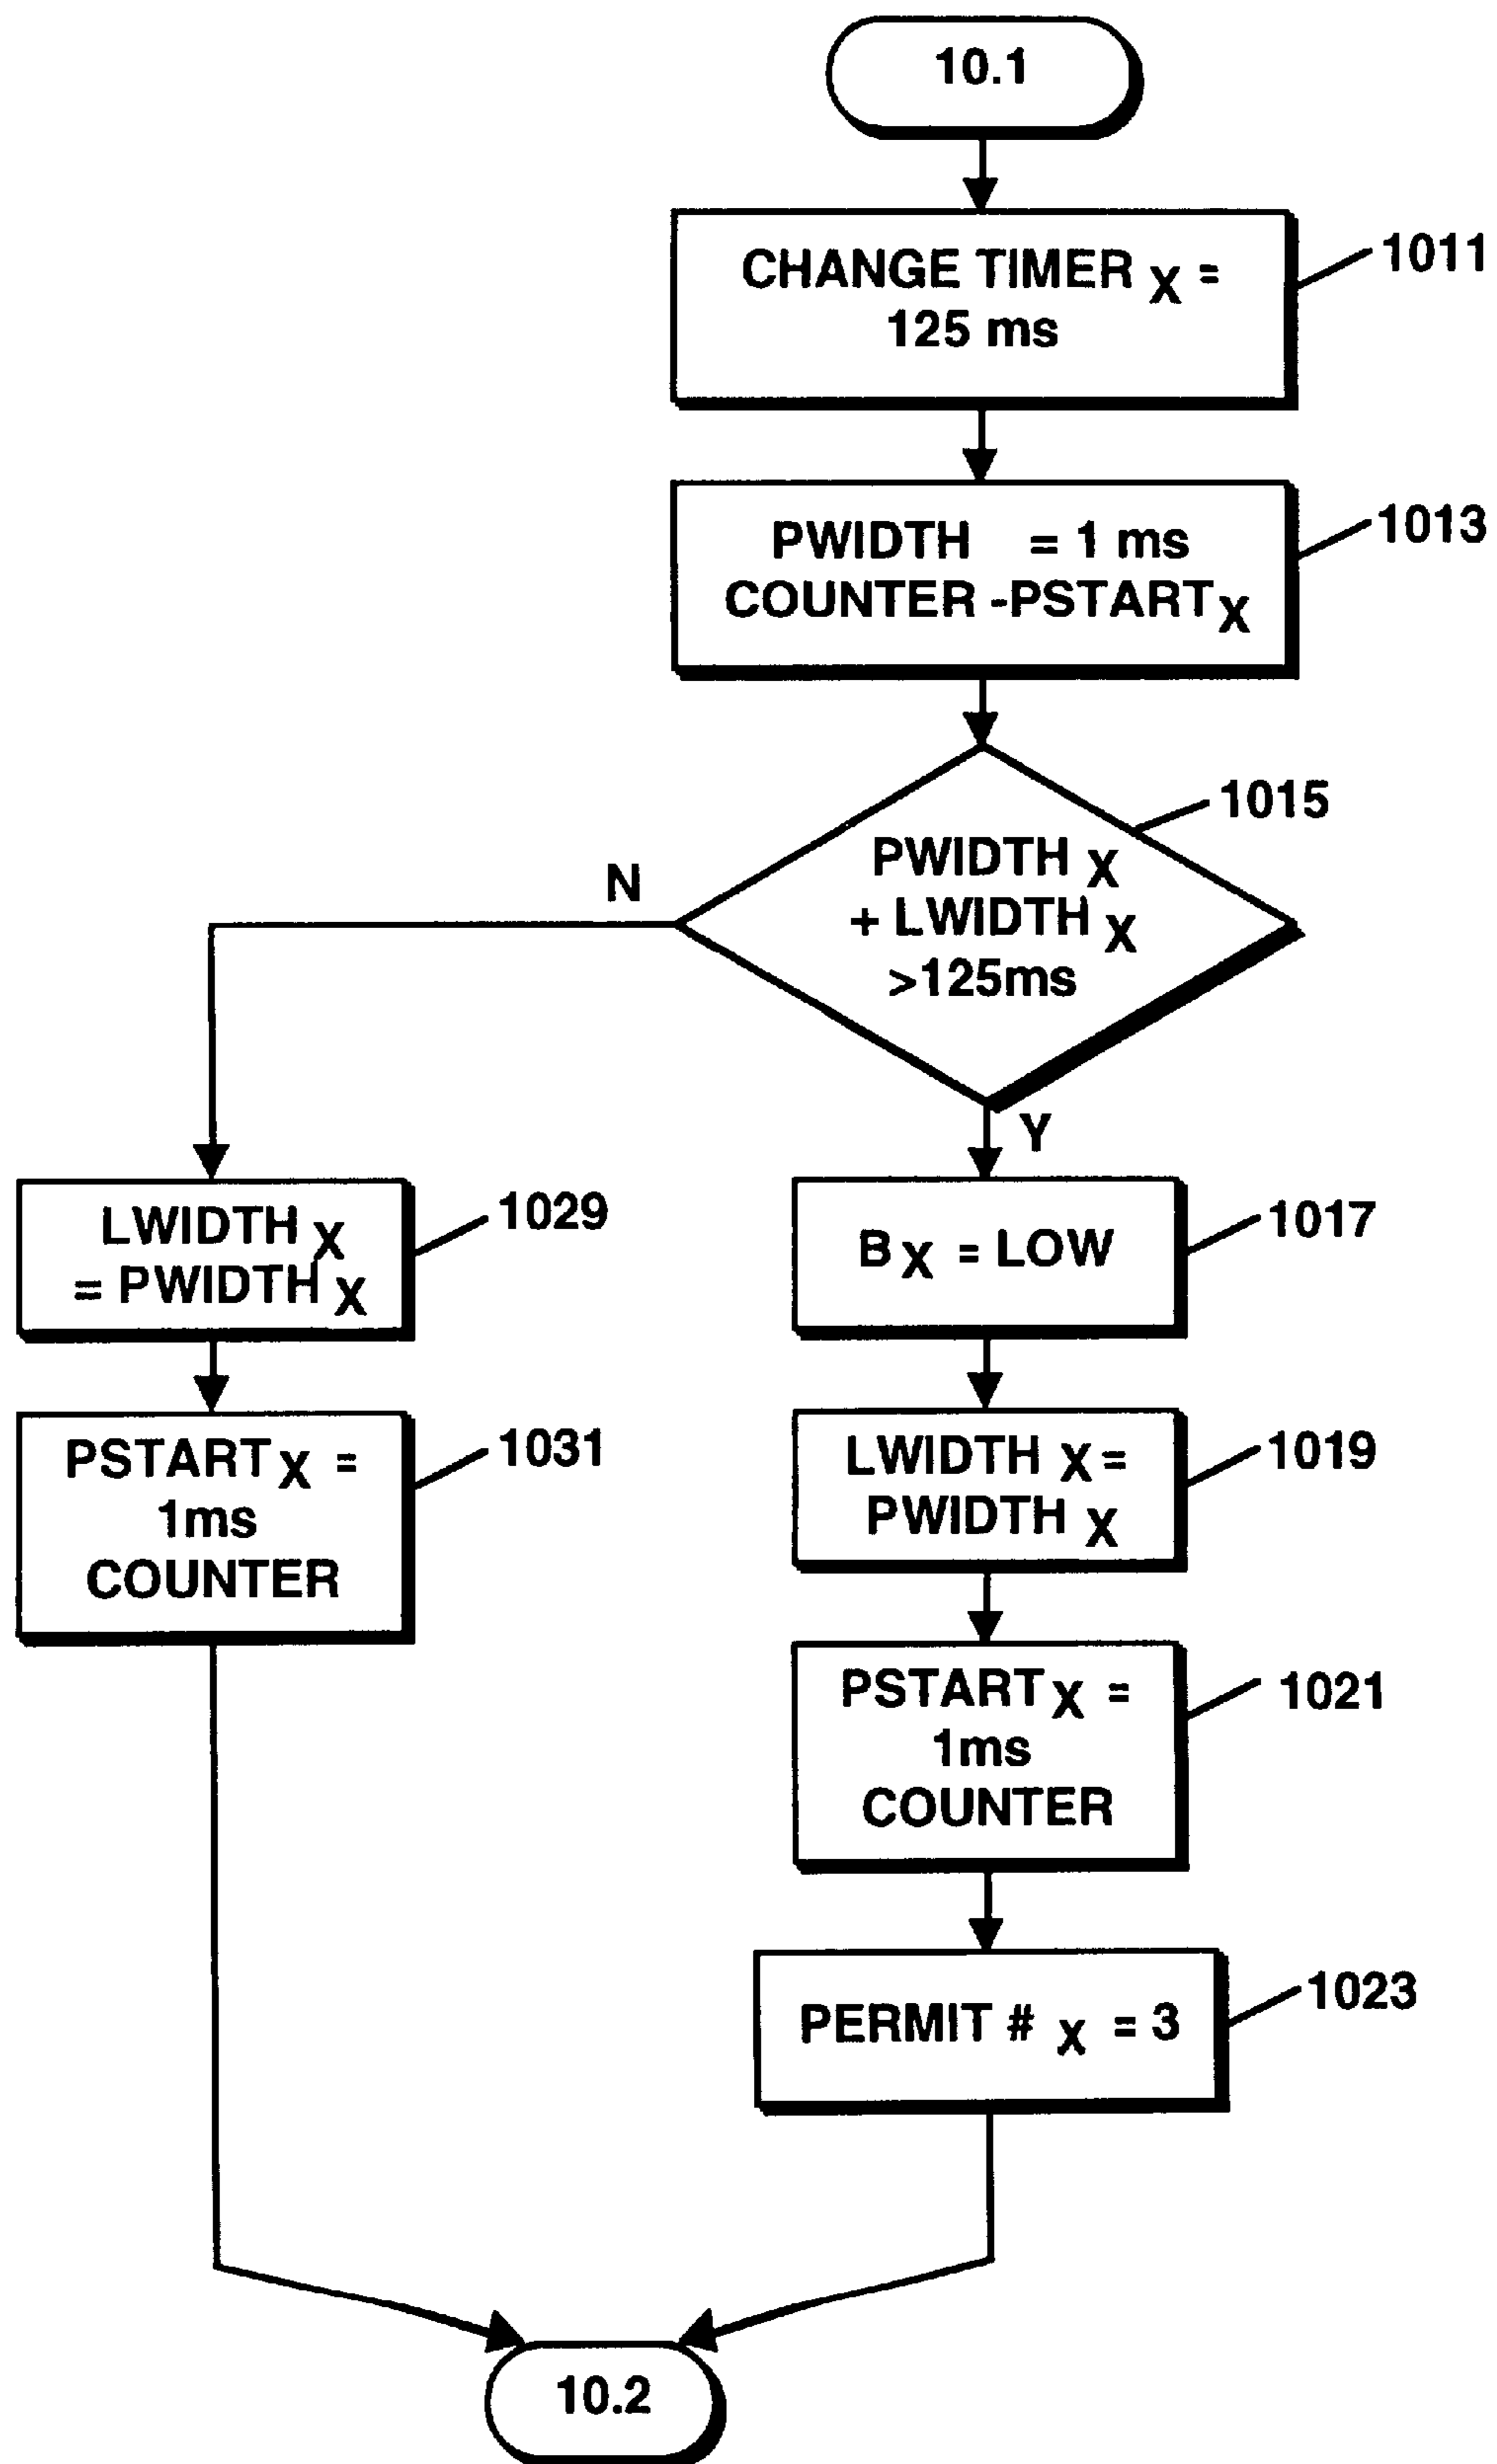 10.1
CHANGE TIMER X =
125 ms
1011
PWIDTH = 1 ms
COUNTER -PSTART X
1013
PWIDTH X
+ LWIDTH X
>125ms
1015
N
Y
LWIDTH X
= PWIDTH X
1029
B X = LOW
1017
PSTART X =
1ms
COUNTER
1031
LWIDTH X =
PWIDTH X
1019
PSTART X =
1ms
COUNTER
1021
PERMIT # X = 3
1023
10.2